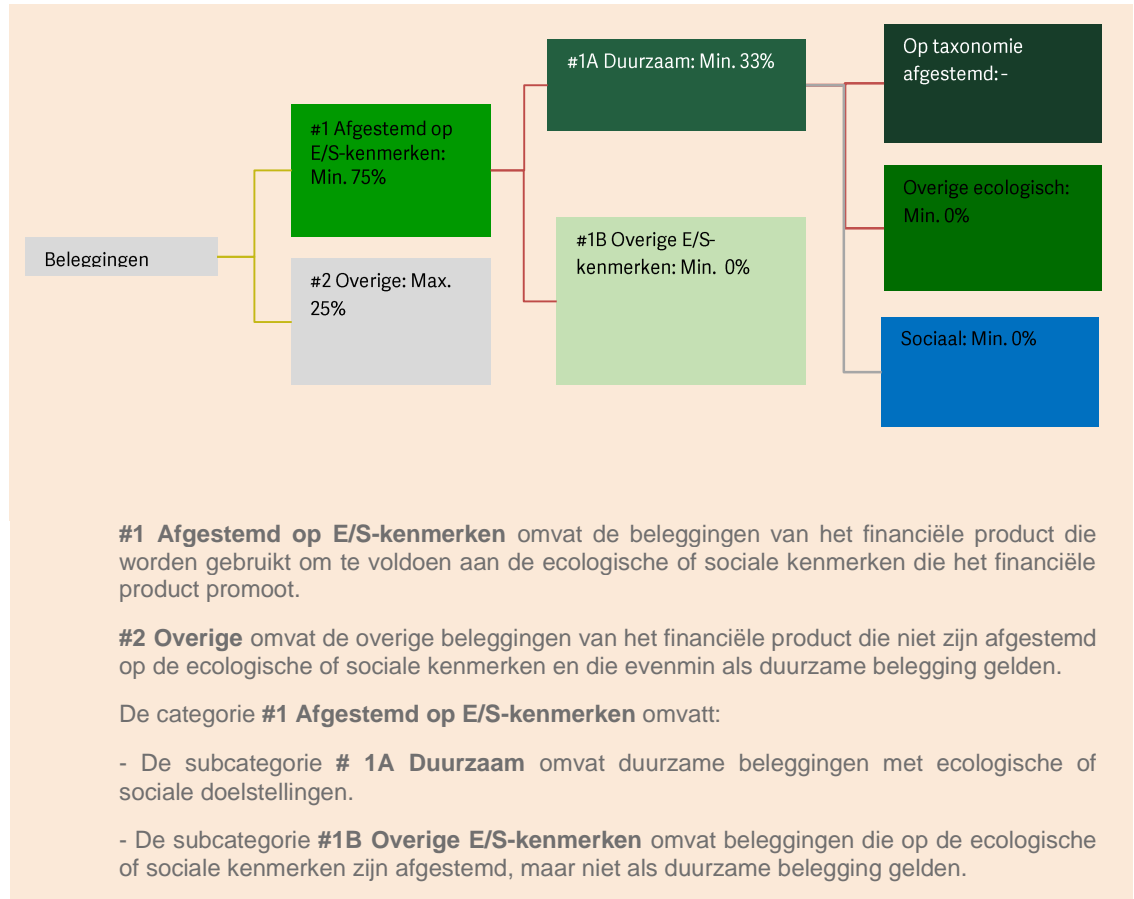 #1A Duurzaam: Min. 33%
Op taxonomie
afgestemd: -
#1 Afgestemd op
E/S-kenmerken:
Min. 75%
Overige ecologisch:
Min. 0%
#1B Overige E/S-
kenmerken: Min. 0%
Beleggingen
#2 Overige: Max.
25%
Sociaal: Min. 0%
#1 Afgestemd op E/S-kenmerken omvat de beleggingen van het financiële product die
worden gebruikt om te voldoen aan de ecologische of sociale kenmerken die het financiële
product promoot.
#2 Overige omvat de overige beleggingen van het financiële product die niet zijn afgestemd
op de ecologische of sociale kenmerken en die evenmin als duurzame belegging gelden.
De categorie #1 Afgestemd op E/S-kenmerken omvatt:
- De subcategorie # 1A Duurzaam omvat duurzame beleggingen met ecologische of
sociale doelstellingen.
- De subcategorie #1B Overige E/S-kenmerken omvat beleggingen die op de ecologische
of sociale kenmerken zijn afgestemd, maar niet als duurzame belegging gelden.